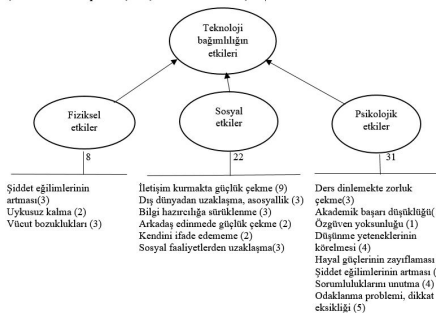 Teknoloji
bağımlılığın
etkileri
Fiziksel
etkiler
Sosyal
etkiler
Psikolojik
etkiler
8
22
31
Şiddet eğilimlerinin
artması(3)
Uykusuz kalma (2)
Vücut bozuklukları (3)
İletişim kurmakta güçlük çekme (9)
Dış dünyadan uzaklaşma, asosyallik (3)
Bilgi hazırcılığa sürüklenme (3)
Arkadaş edinmede güçlük çekme (2)
Kendini ifade edememe (2)
Sosyal faaliyetlerden uzaklaşma(3)
Ders dinlemekte zorluk
çekme(3)
Akademik başarı düşüklüğü(
Özgüven yoksunluğu (1)
Düşünme yeteneklerinin
körelmesi (4)
Hayal güçlerinin zayıflaması
Şiddet eğilimlerinin artması (
Sorumluluklarını unutma (4)
Odaklanma problemi, dikkat
eksikliği (5)